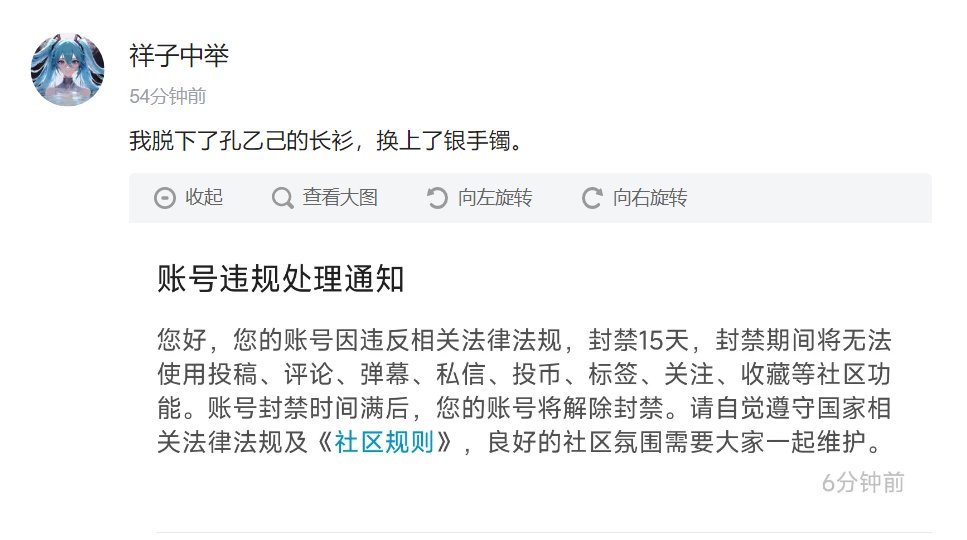 祥子中举
54分钟前
我脱下了孔乙己的长衫，换上了银手镯。
收起 查看大图 向左旋转 向右旋转
账号违规处理通知
您好，您的账号因违反相关法律法规，封禁15天，封禁期间将无法
使用投稿、评论、弹幕、私信、投币、标签、关注、收藏等社区功
能。账号封禁时间满后，您的账号将解除封禁。请自觉遵守国家相
关法律法规及《社区规则》，良好的社区氛围需要大家一起维护。
6分钟前